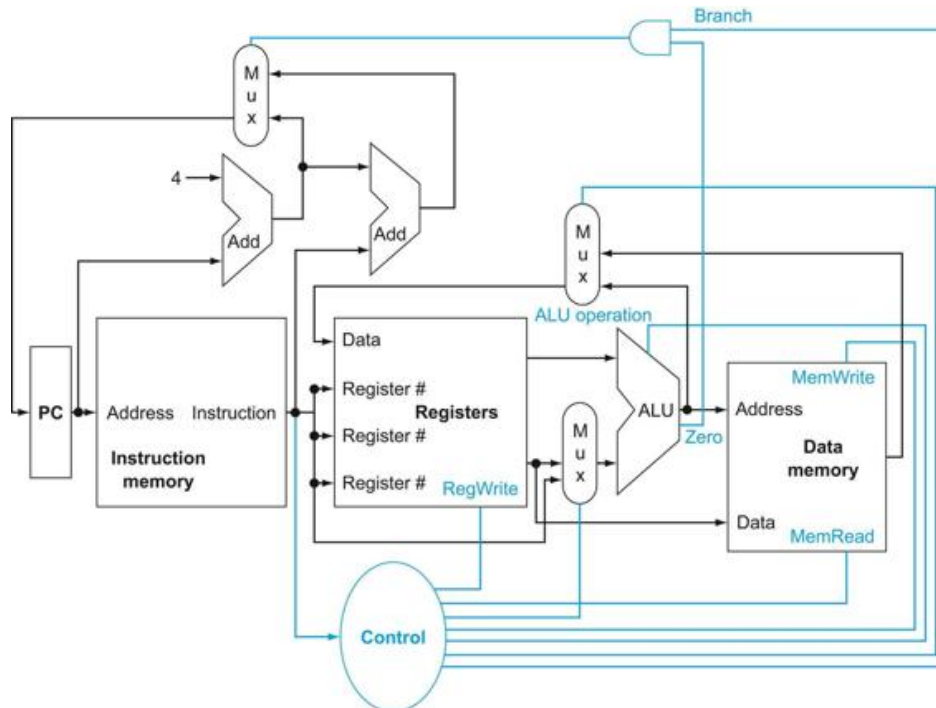 Branch
M
u
x
4
Add
Add
M
u
x
ALU operation
Data
PC
Address Instruction
Instruction
memory
Register #
Registers
Register #
Register #
RegWrite
M
u
x
ALU
Zero
MemWrite
Address
Data
memory
Data
MemRead
Control